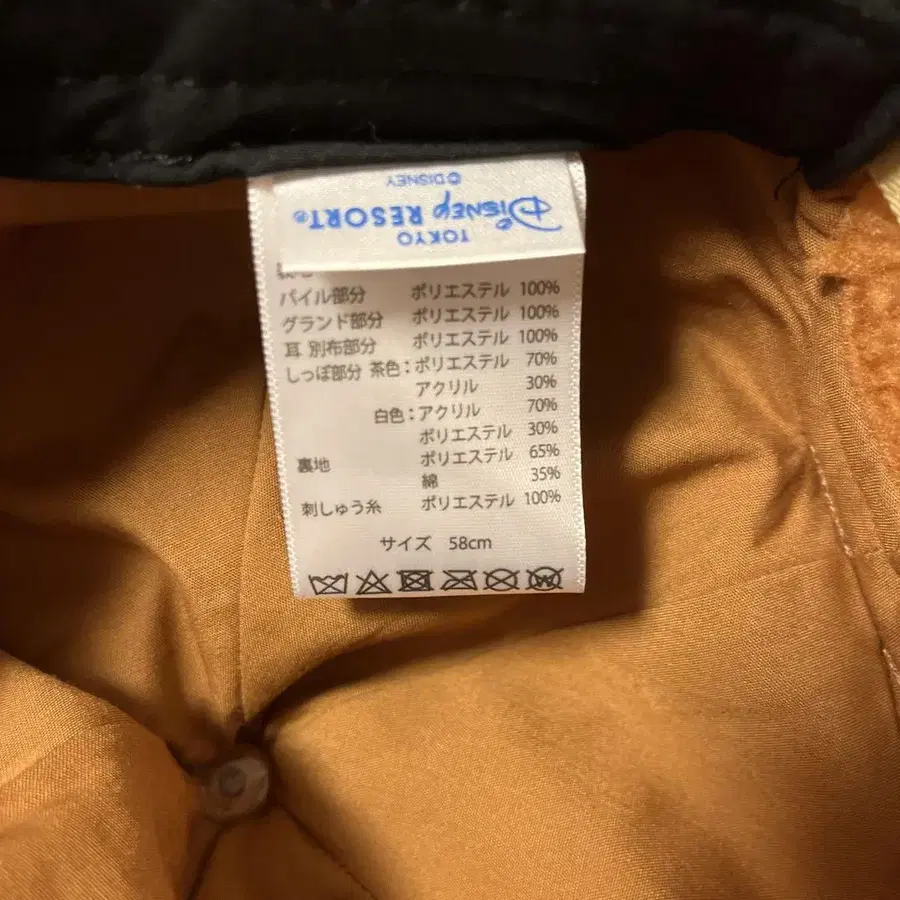 TOKYO
Disney RESORT®
©DISNEY
パイル部分 ポリエステル 100%
グランド部分 ポリエステル 100%
耳 別布部分 ポリエステル 100%
しっぽ部分 茶色:ポリエステル 70%
アクリル 30%
白色:アクリル 70%
ポリエステル 30%
裏地 ポリエステル 65%
綿 35%
刺しゅう糸 ポリエステル 100%
サイズ 58cm